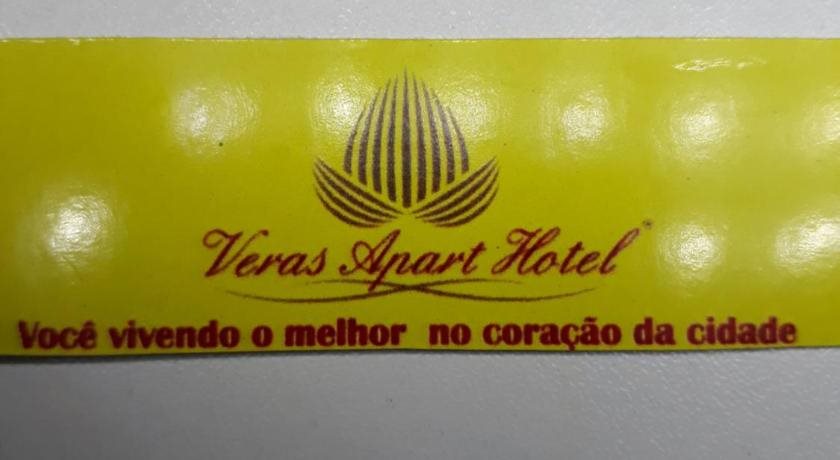 Veras Apart Hotel
Você vivendo o melhor no coração da cidade